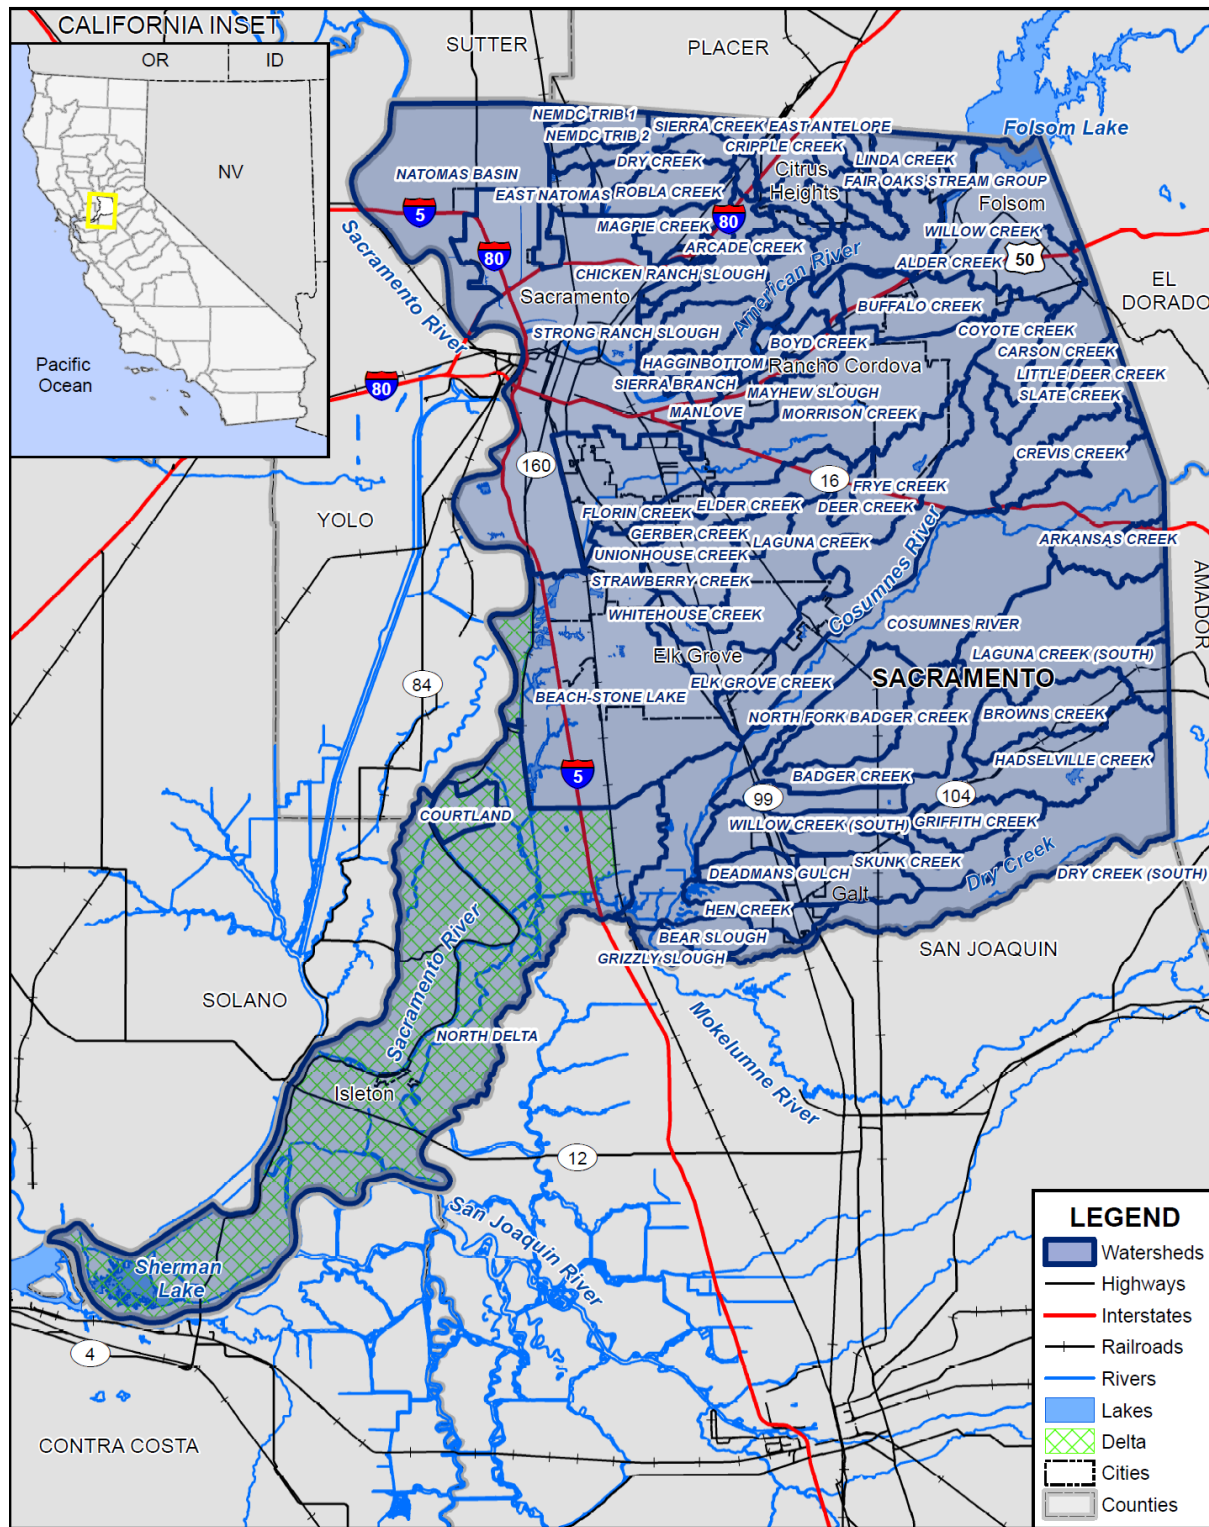 CALIFORNIA INSET
OR
ID
NV
Pacific
Ocean
SUTTER
PLACER
Folsom Lake
NEMDC TRIB 1
SIERRA CREEK EAST ANTELOPE
NEMDC TRIB 2
CRIPPLE CREEK
DRY CREEK
Citrus
Heights
LINDA CREEK
NATOMAS BASIN
EAST NATOMAS
ROBLA CREEK
FAIR OAKS STREAM GROUP
Folsom
5
80
MAGPIE CREEK
WILLOW CREEK
ARCADE CREEK
80
CHICKEN RANCH SLOUGH
ALDER CREEK
50
Sacramento River
Sacramento
American River
BUFFALO CREEK
EL
DORADO
STRONG RANCH SLOUGH
BOYD CREEK
COYOTE CREEK
HAGGINBOTTOM
Rancho Cordova
CARSON CREEK
80
SIERRA BRANCH
MAYHEW SLOUGH
LITTLE DEER CREEK
MANLOVE
MORRISON CREEK
SLATE CREEK
160
16
CREVIS CREEK
YOLO
FRYE CREEK
FLORIN CREEK
ELDER CREEK
DEER CREEK
GERBER CREEK
LAGUNA CREEK
ARKANSAS CREEK
UNIONHOUSE CREEK
Cosumnes River
STRAWBERRY CREEK
AMADOR
WHITEHOUSE CREEK
COSUMNES RIVER
Elk Grove
LAGUNA CREEK (SOUTH)
84
ELK GROVE CREEK
SACRAMENTO
BEACH-STONE LAKE
NORTH FORK BADGER CREEK
BROWNS CREEK
5
BADGER CREEK
HADSELVILLE CREEK
99
104
COURTLAND
WILLOW CREEK (SOUTH)
GRIFFITH CREEK
SKUNK CREEK
Dry Creek
DEADMANS GULCH
DRY CREEK (SOUTH)
Galt
HEN CREEK
BEAR SLOUGH
SAN JOAQUIN
GRIZZLY SLOUGH
Sacramento River
SOLANO
Mokelumne River
NORTH DELTA
Isleton
12
San Joaquin River
Sherman
Lake
4
CONTRA COSTA
LEGEND
Watersheds
Highways
Interstates
Railroads
Rivers
Lakes
Delta
Cities
Counties